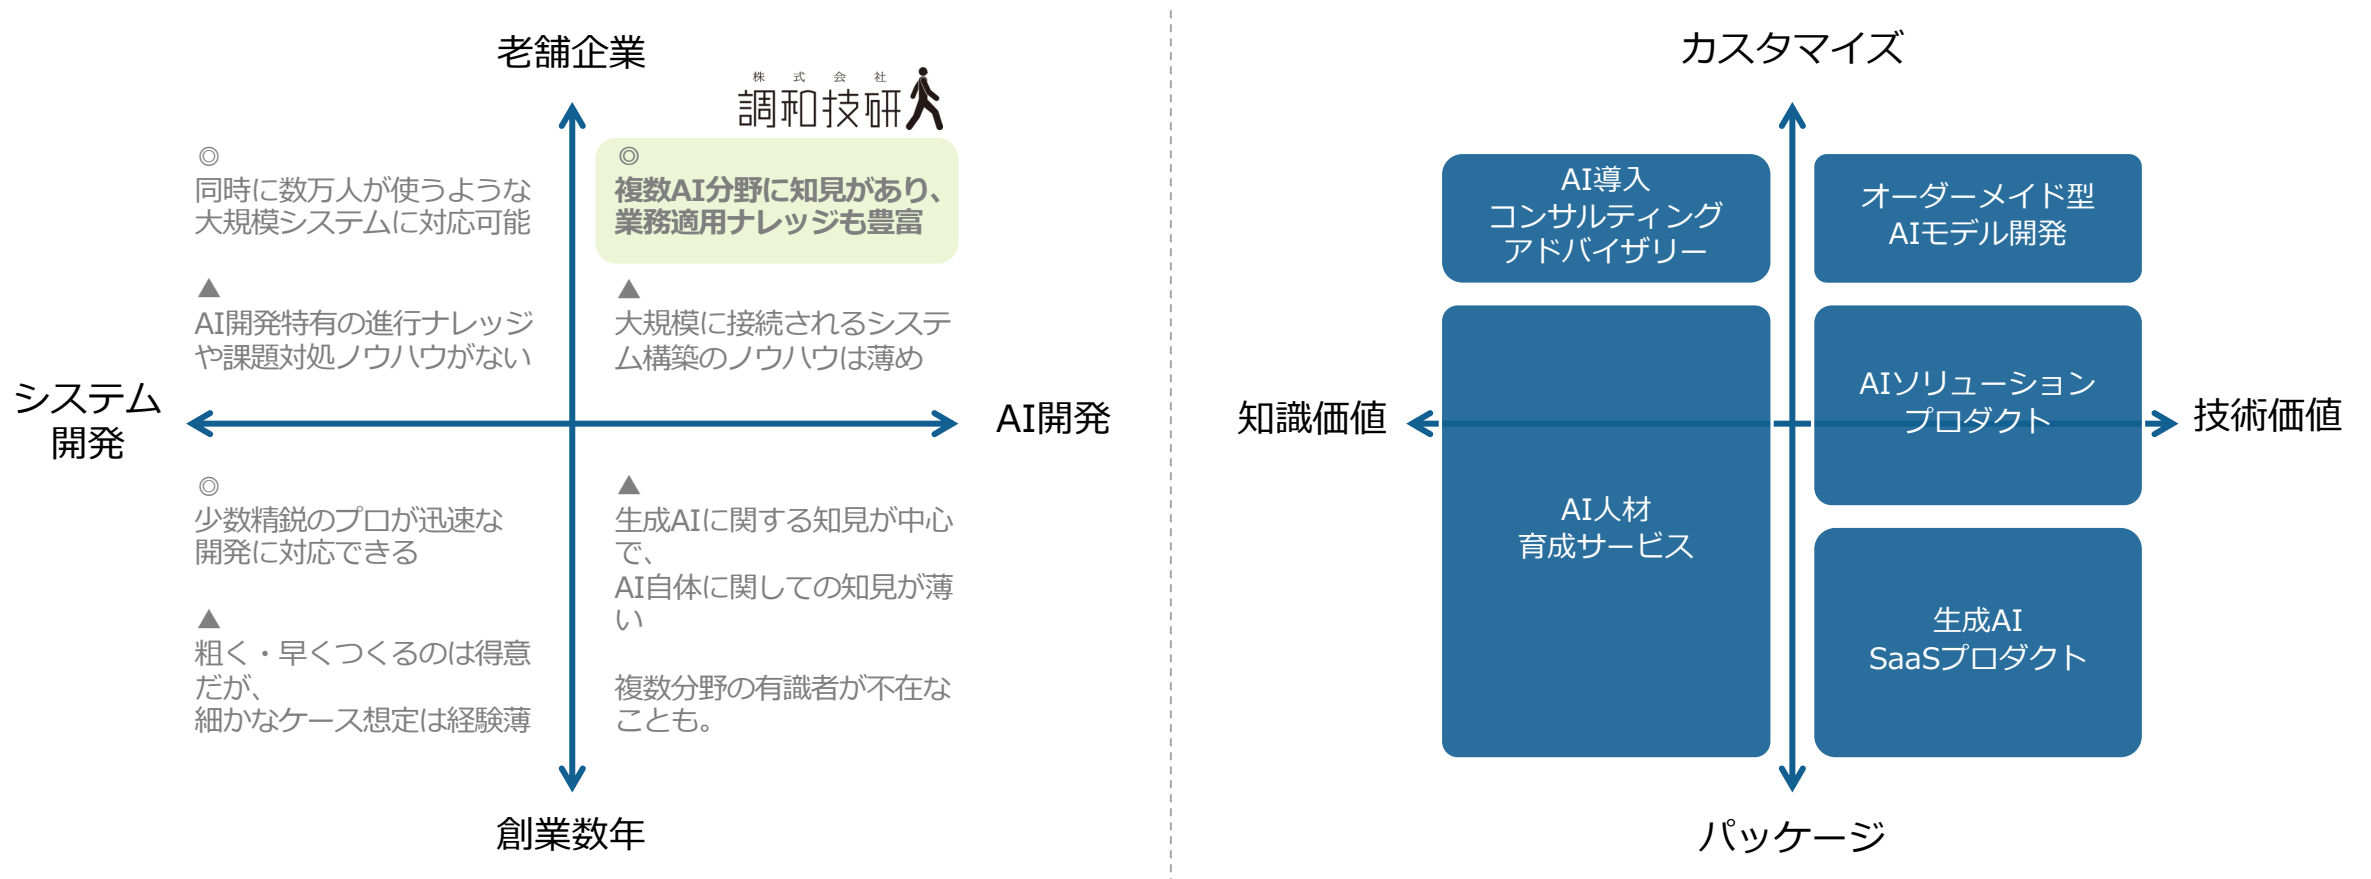 老舗企業
株式会社
調和技研
◎
同時に数万人が使うような
大規模システムに対応可能
▲
AI開発特有の進行ナレッジ
や課題対処ノウハウがない
◎
複数AI分野に知見があり、
業務適用ナレッジも豊富
▲
大規模に接続されるシステ
ム構築のノウハウは薄め
システム
開発
AI開発
◎
少数精鋭のプロが迅速な
開発に対応できる
▲
粗く・早くつくるのは得意
だが、
細かなケース想定は経験薄
▲
生成AIに関する知見が中心
で、
AI自体に関しての知見が薄
い
複数分野の有識者が不在な
ことも。
創業数年
カスタマイズ
AI導入
コンサルティング
アドバイザリー
オーダーメイド型
AIモデル開発
知識価値
AIソリューション
プロダクト
技術価値
AI人材
育成サービス
生成AI
SaaSプロダクト
パッケージ